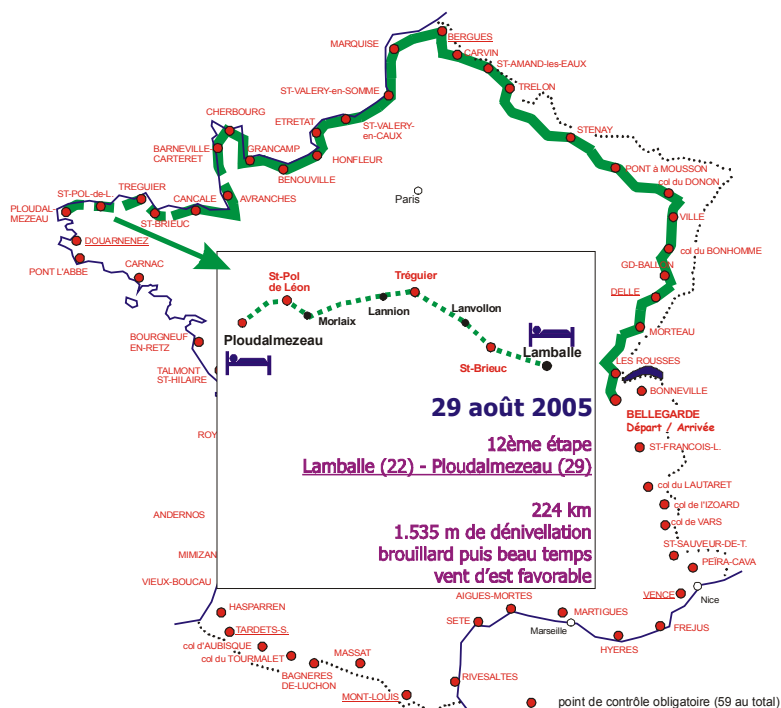 BERGUES
MARQUISE
CARVIN
ST-AMAND-les-EAUX
TRELON
ST-VALERY-en-SOMME
CHERBOURG
ETRETAT
ST-VALERY-
en-CAUX
STENAY
BARNEVILLE-
CARTERET
GRANCAMP
HONFLEUR
BENOUVILLE
PONT à MOUSSON
col du DONON
ST-POL-de-L.
TREGUIER
CANCALE
AVRANCHES
Paris
PLOUDAL-
MEZEAU
ST-BRIEUC
VILLE
DOUARNENEZ
col du BONHOMME
PONT L'ABBE
CARNAC
GD-BALLON
DELLE
St-Pol
de Léon
Tréguier
Lannion
Lanvollon
Morlaix
Ploudalmezeau
Lamballe
St-Brieuc
MORTEAU
BOURGNEUF
EN-RETZ
LES ROUSSES
TALMONT
ST-HILAIRE
BONNEVILLE
29 août 2005
BELLEGARDE
Départ / Arrivée
ROY
12ème étape
Lamballe (22) - Ploudalmezeau (29)
ST-FRANCOIS-L.
col du LAUTARET
224 km
1.535 m de dénivellation
brouillard puis beau temps
vent d'est favorable
col de l'IZOARD
col de VARS
ANDERNOS
ST-SAUVEUR-DE-T.
MIMIZAN
PEÏRA-CAVA
VIEUX-BOUCAU
VENCE
Nice
AIGUES-MORTES
HASPARREN
MARTIGUES
SETE
Marseille
FREJUS
TARDETS-S.
HYERES
col d'AUBISQUE
col du TOURMALET
MASSAT
BAGNERES
DE-LUCHON
RIVESALTES
MONT-LOUIS
point de contrôle obligatoire (59 au total)